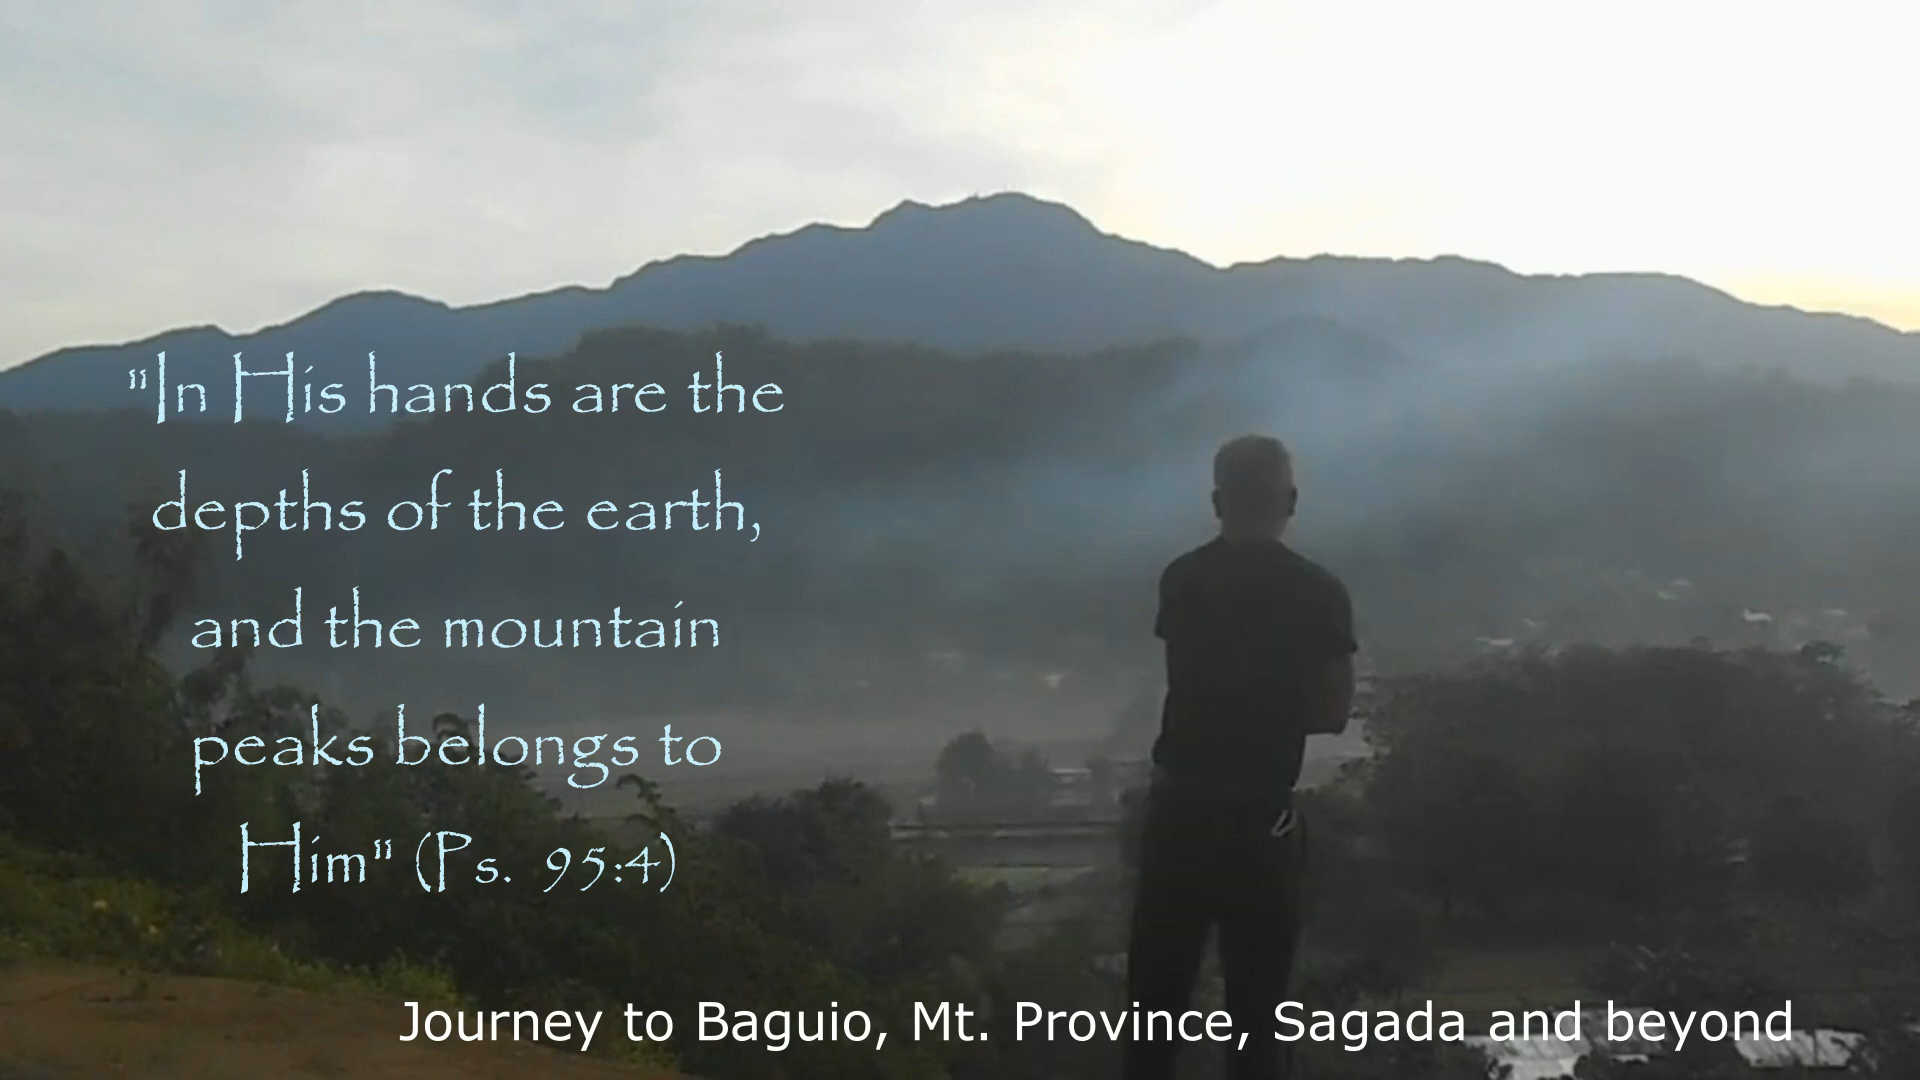 "In His hands are the
depths of the earth,
and the mountain
peaks belongs to
Him" (Ps. 95:4)
Journey to Baguio, Mt. Province, Sagada and beyond